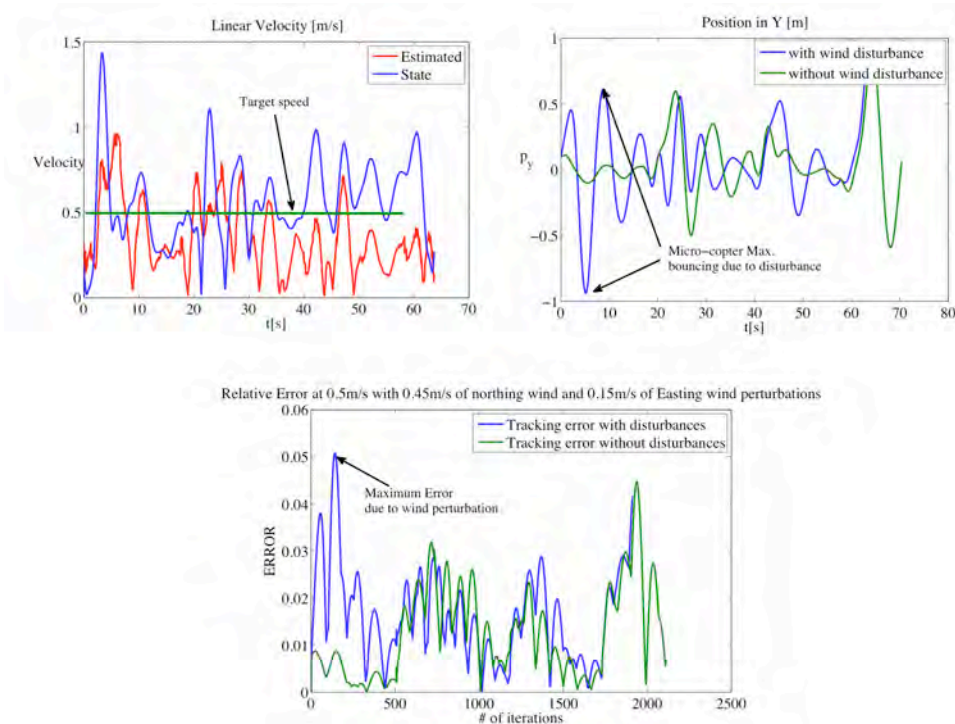 Linear Velocity [m/s]
1.5
1
0.5
0
Velocity
Estimated
State
Target speed
0
10
20
30
40
50
60
70
80
t[s]
Position in Y [m]
0.5
0
−0.5
−1
p_y
with wind disturbance
without wind disturbance
Micro−copter Max.
bouncing due to disturbance
0
10
20
30
40
50
60
70
80
t[s]
Relative Error at 0.5m/s with 0.45m/s of northing wind and 0.15m/s of Easting wind perturbations
0.06
0.05
0.04
0.03
0.02
0.01
0
ERROR
Tracking error with disturbances
Tracking error without disturbances
Maximum Error
due to wind perturbation
0
500
1000
1500
2000
2500
# of iterations